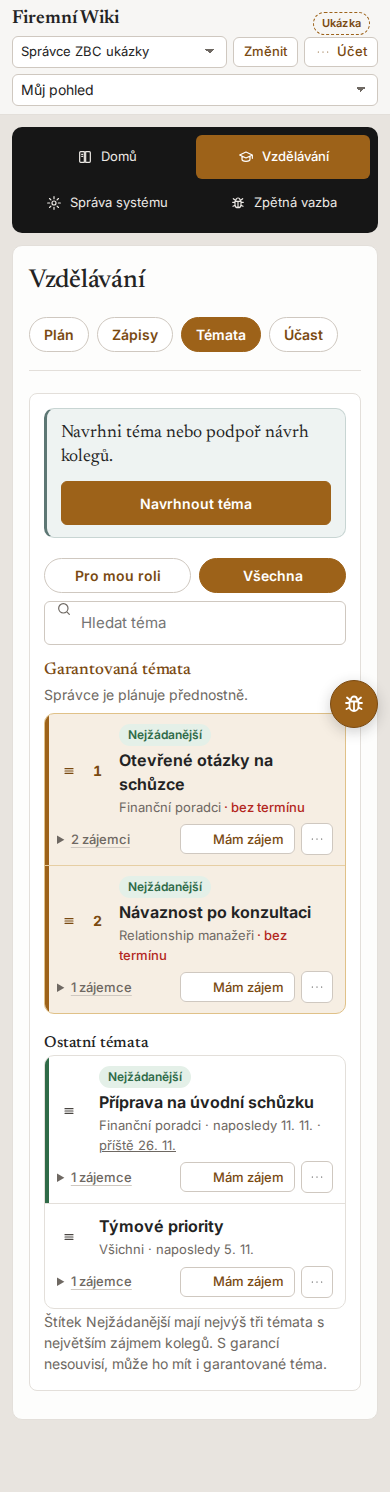 Firemní Wiki
Ukázka
Správce ZBC ukázky
Změnit
··· Účet
Můj pohled
Domů
Vzdělávání
Správa systému
Zpětná vazba
Vzdělávání
Plán
Zápisy
Témata
Účast
Navrhni téma nebo podpoř návrh
kolegů.
Navrhnout téma
Pro mou roli
Všechna
Hledat téma
Garantovaná témata
Správce je plánuje přednostně.
Nejžádanější
1
Otevřené otázky na
schůzce
Finanční poradci · bez termínu
2 zájemci
Mám zájem
···
Nejžádanější
2
Návaznost po konzultaci
Relationship manažeři · bez
termínu
1 zájemce
Mám zájem
···
Ostatní témata
Nejžádanější
Příprava na úvodní schůzku
Finanční poradci · naposledy 11. 11. ·
příště 26. 11.
1 zájemce
Mám zájem
···
Týmové priority
Všichni · naposledy 5. 11.
1 zájemce
Mám zájem
···
Štítek Nejžádanější mají nejvýš tři témata s
největším zájmem kolegů. S garancí
nesouvisí, může ho mít i garantované téma.